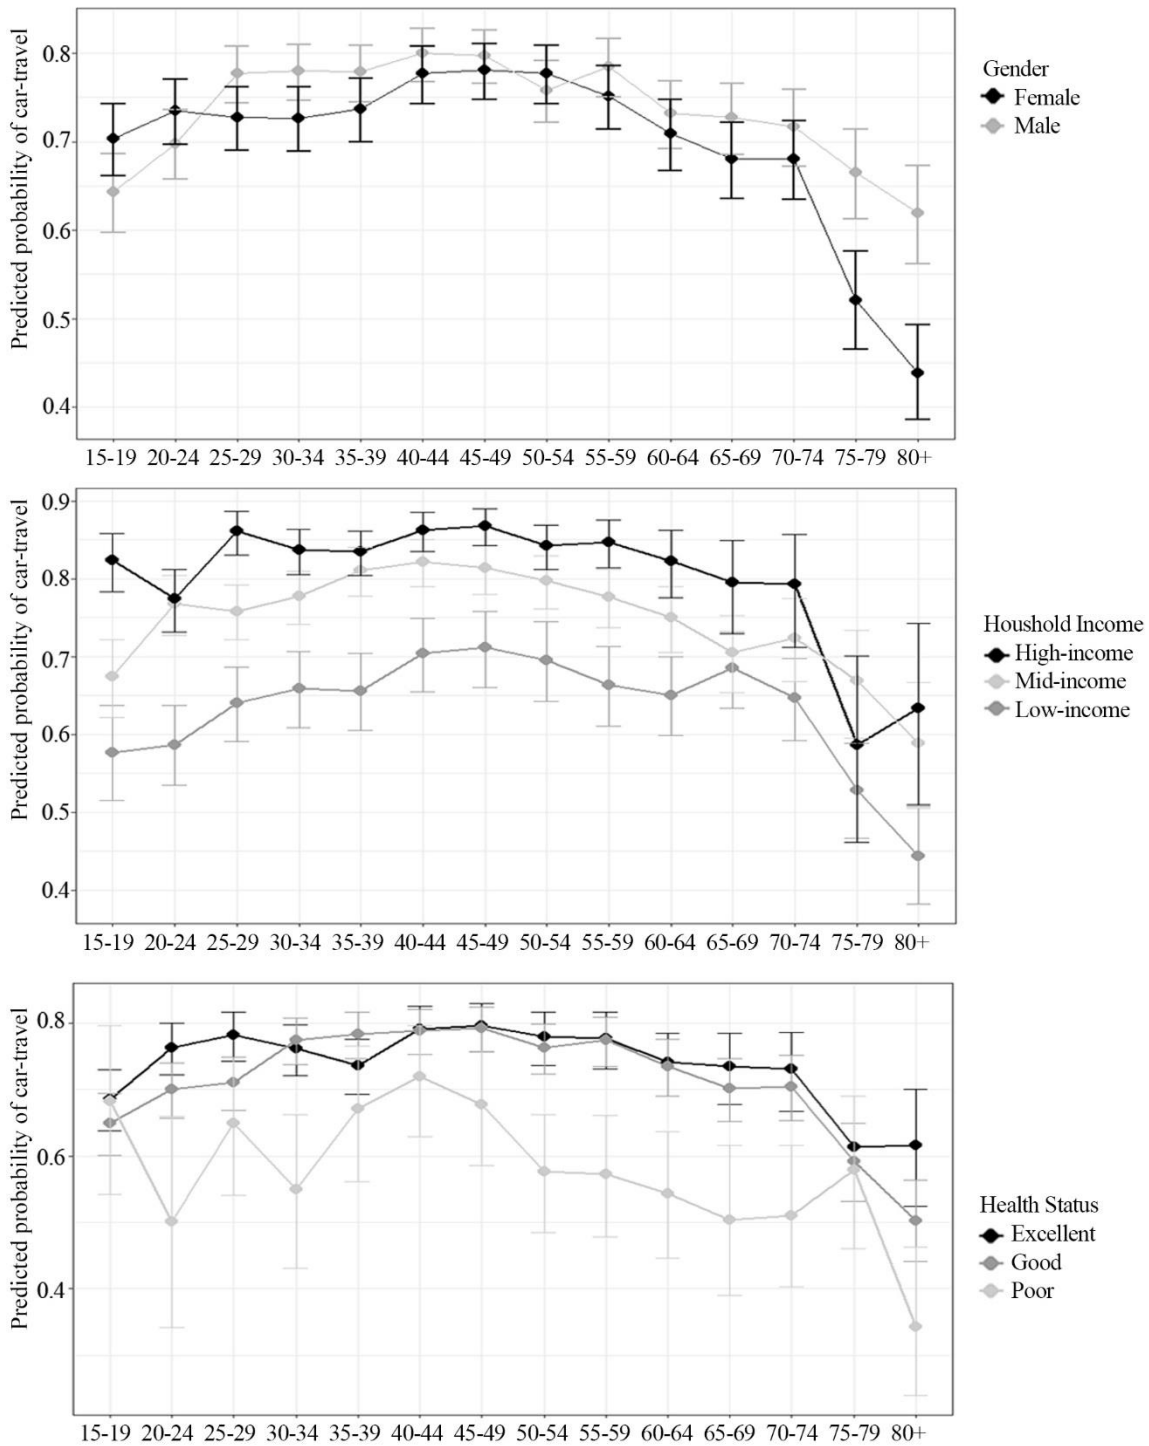 Predicted probability of car-travel
0.8
0.7
0.6
0.5
0.4
15-19 20-24 25-29 30-34 35-39 40-44 45-49 50-54 55-59 60-64 65-69 70-74 75-79 80+
Gender
Female
Male
Predicted probability of car-travel
0.9
0.8
0.7
0.6
0.5
0.4
15-19 20-24 25-29 30-34 35-39 40-44 45-49 50-54 55-59 60-64 65-69 70-74 75-79 80+
Houshold Income
High-income
Mid-income
Low-income
Predicted probability of car-travel
0.8
0.6
0.4
15-19 20-24 25-29 30-34 35-39 40-44 45-49 50-54 55-59 60-64 65-69 70-74 75-79 80+
Health Status
Excellent
Good
Poor